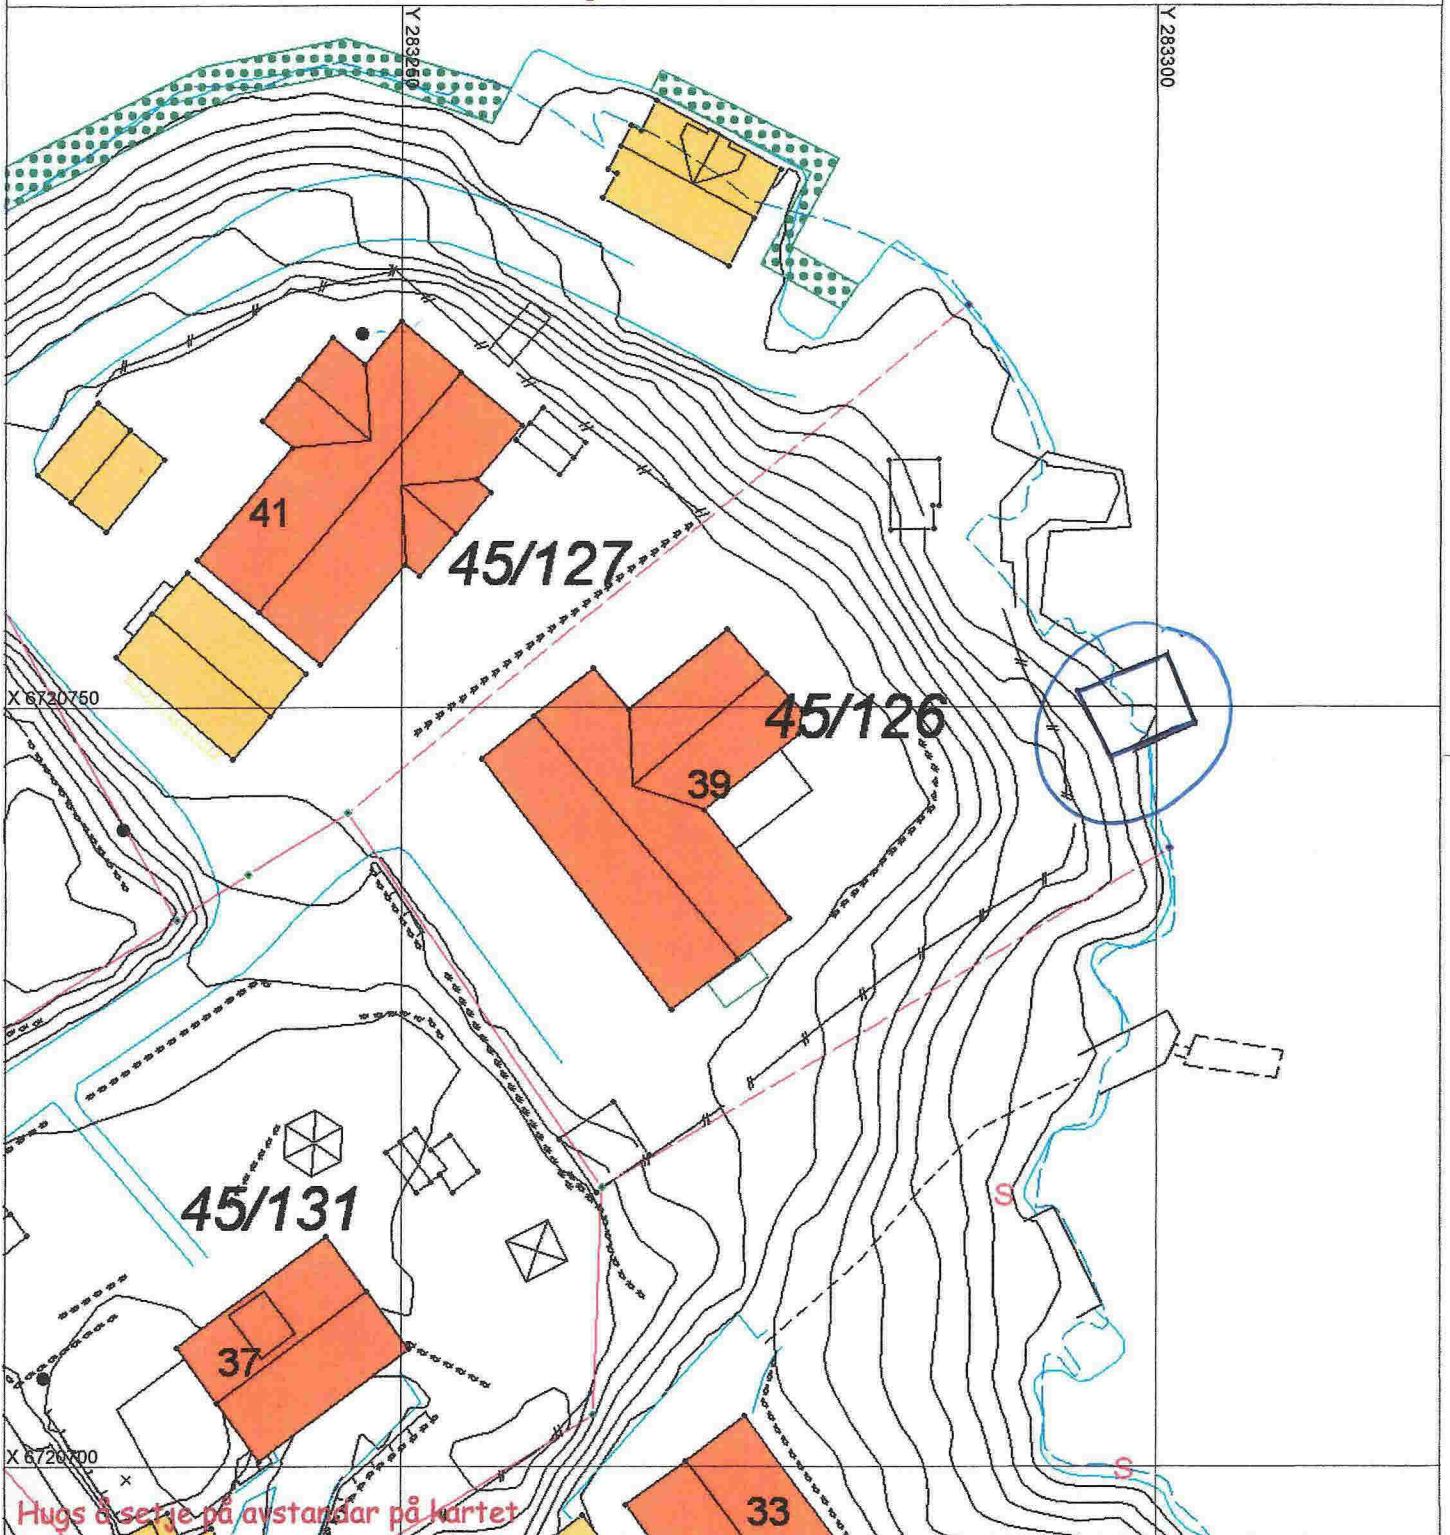 Y 283250
Y 283300
41
45/127
X 6720750
45/126
39
45/131
S
37
X 6720700
S
Hugs å setje på avstandar på kartet
33